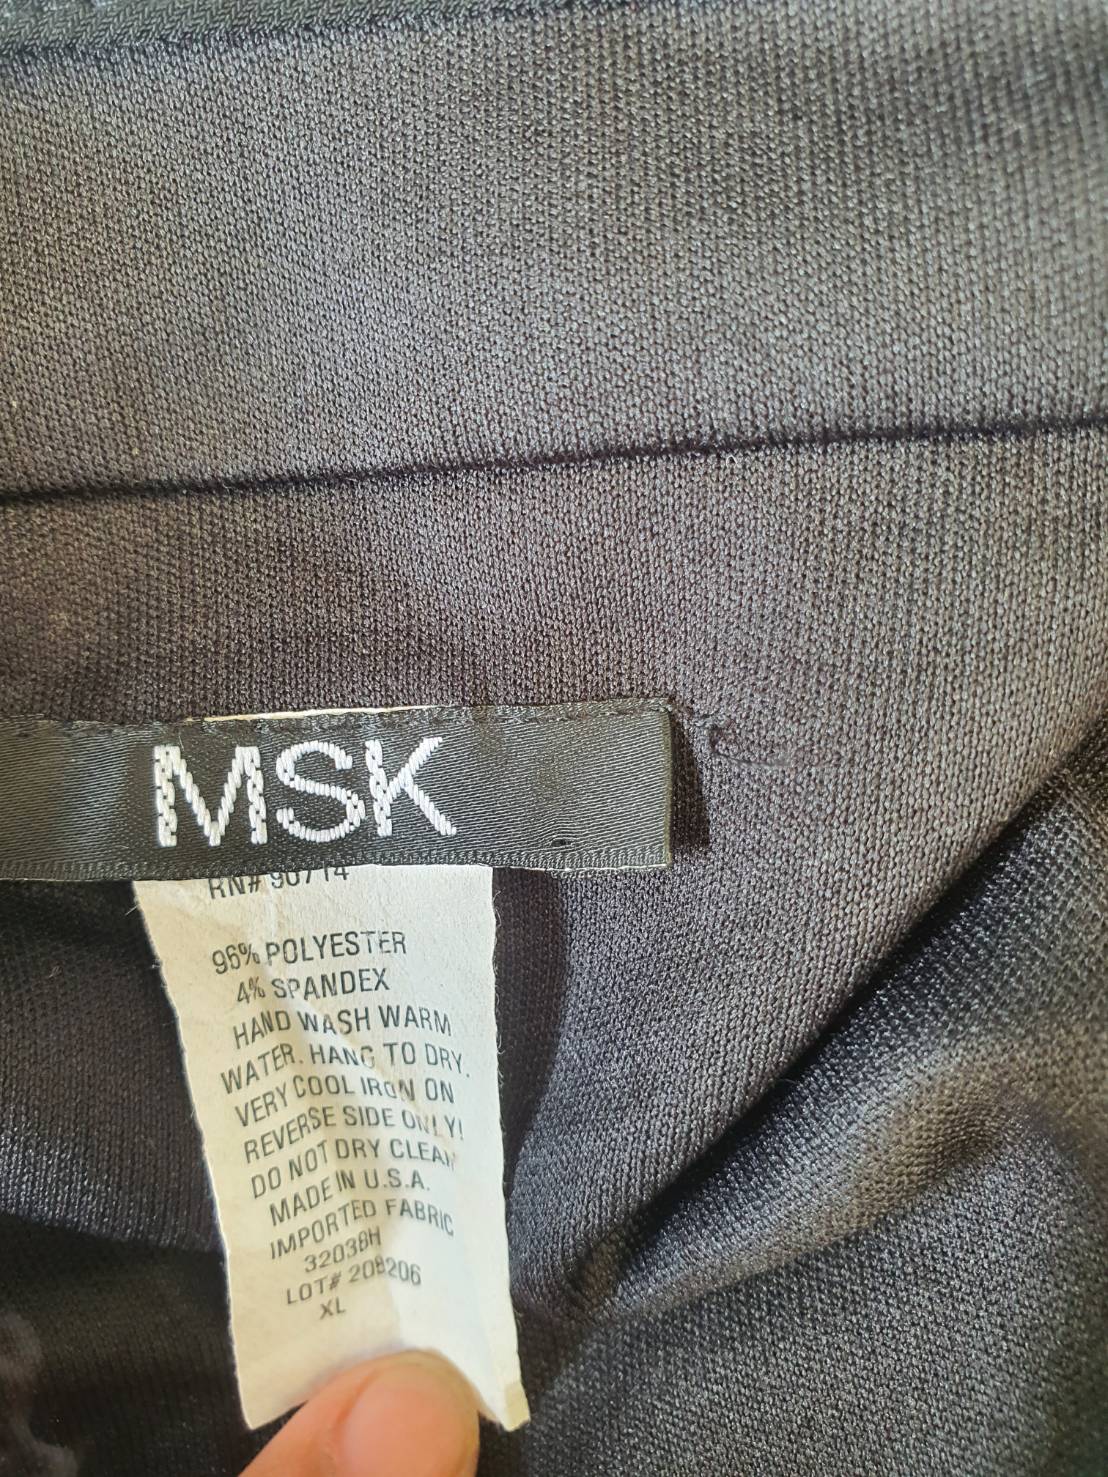 MSK
RN# 90714
96% POLYESTER
4% SPANDEX
HAND WASH WARM
WATER. HANG TO DRY.
VERY COOL IRON ON
REVERSE SIDE ONLY!
DO NOT DRY CLEAN
MADE IN U.S.A.
IMPORTED FABRIC
32038H
LOT# 208206
XL